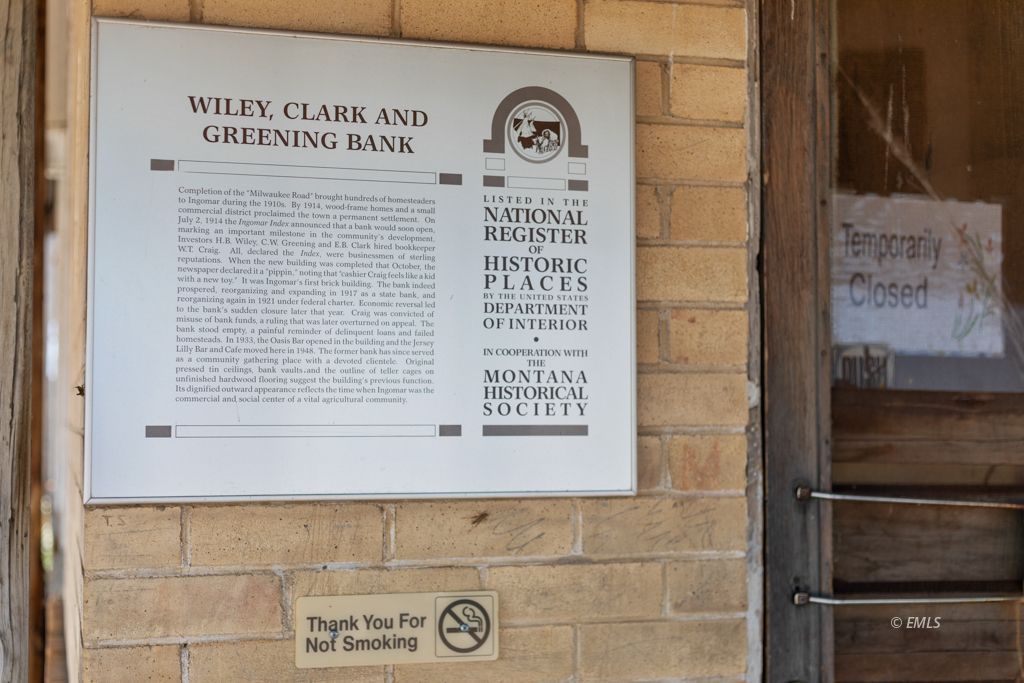 WILEY, CLARK AND
GREENING BANK
Completion of the "Milwaukee Road" brought hundreds of homesteaders
to Ingomar during the 1910s. By 1914, wood-frame homes and a small
commercial district proclaimed the town a permanent settlement. On
July 2, 1914 the Ingomar Index announced that a bank would soon open,
marking an important milestone in the community's development.
Investors H.B. Wiley, C.W. Greening and E.B. Clark hired bookkeeper
W.T. Craig. All, declared the Index, were businessmen of sterling
reputations. When the new building was completed that October, the
newspaper declared it a "pippin," noting that "cashier Craig feels like a kid
with a new toy." It was Ingomar's first brick building. The bank indeed
prospered, reorganizing and expanding in 1917 as a state bank, and
reorganizing again in 1921 under federal charter. Economic reversal led
to the bank's sudden closure later that year. Craig was convicted of
misuse of bank funds, a ruling that was later overturned on appeal. The
bank stood empty, a painful reminder of delinquent loans and failed
homesteads. In 1933, the Oasis Bar opened in the building and the Jersey
Lilly Bar and Cafe moved here in 1948. The former bank has since served
as a community gathering place with a devoted clientele. Original
pressed tin ceilings, bank vaults and the outline of teller cages on
unfinished hardwood flooring suggest the building's previous function.
Its dignified outward appearance reflects the time when Ingomar was the
commercial and social center of a vital agricultural community.
LISTED IN THE
NATIONAL
REGISTER
OF
HISTORIC
PLACES
BY THE UNITED STATES
DEPARTMENT
OF INTERIOR
•
IN COOPERATION WITH
THE
MONTANA
HISTORICAL
SOCIETY
Temporarily
Closed
PUSH
Thank You For
Not Smoking
© EMLS